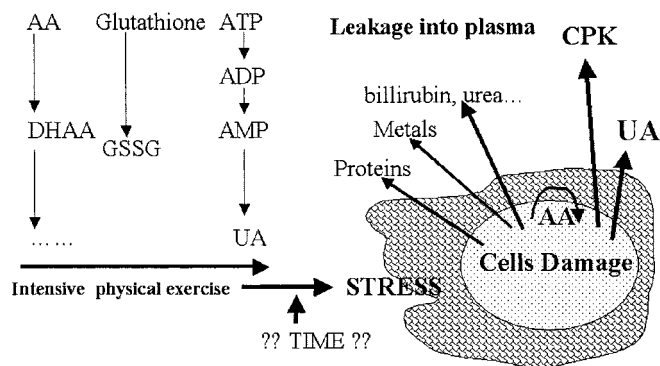 AA Glutathione ATP
Leakage into plasma
CPK
ADP
billirubin, urea...
DHAA
GSSG
AMP
Metals
UA
Proteins
......
UA
AA
Cells Damage
Intensive physical exercise
STRESS
?? TIME ??